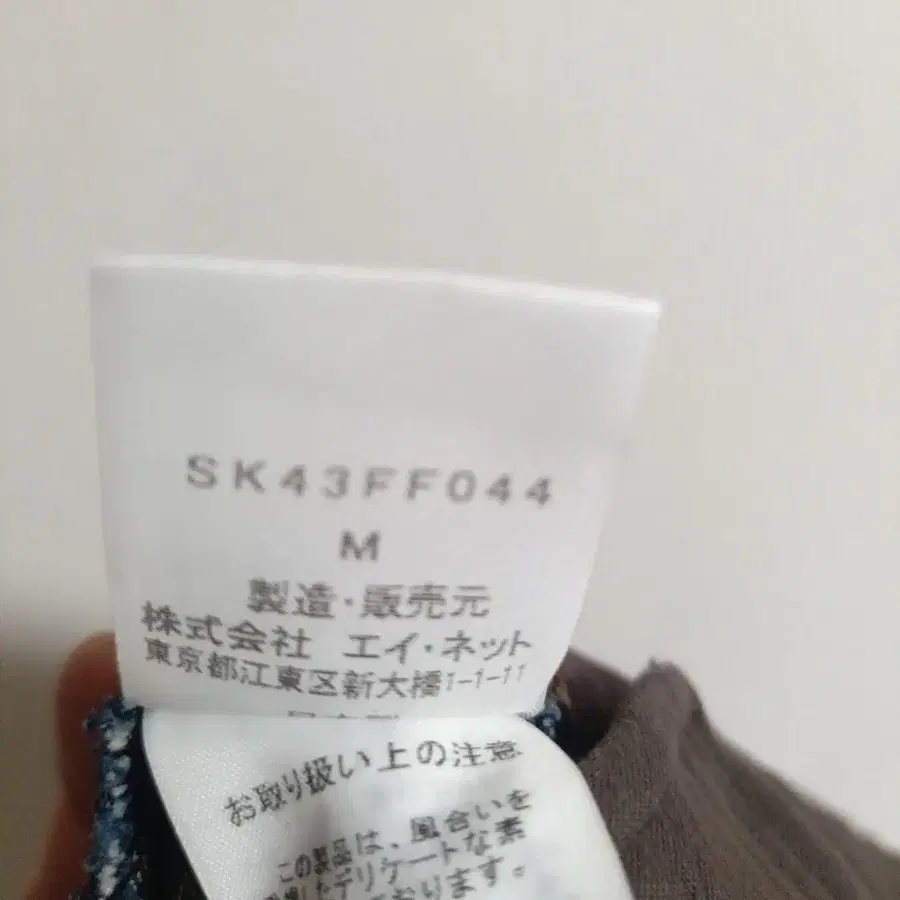 SK43FF044
M
製造・販売元
株式会社 エイ・ネット
東京都江東区新大橋1-1-11
お取り扱い上の注意
この製品は、風合いを
したデリケートな素
おります。